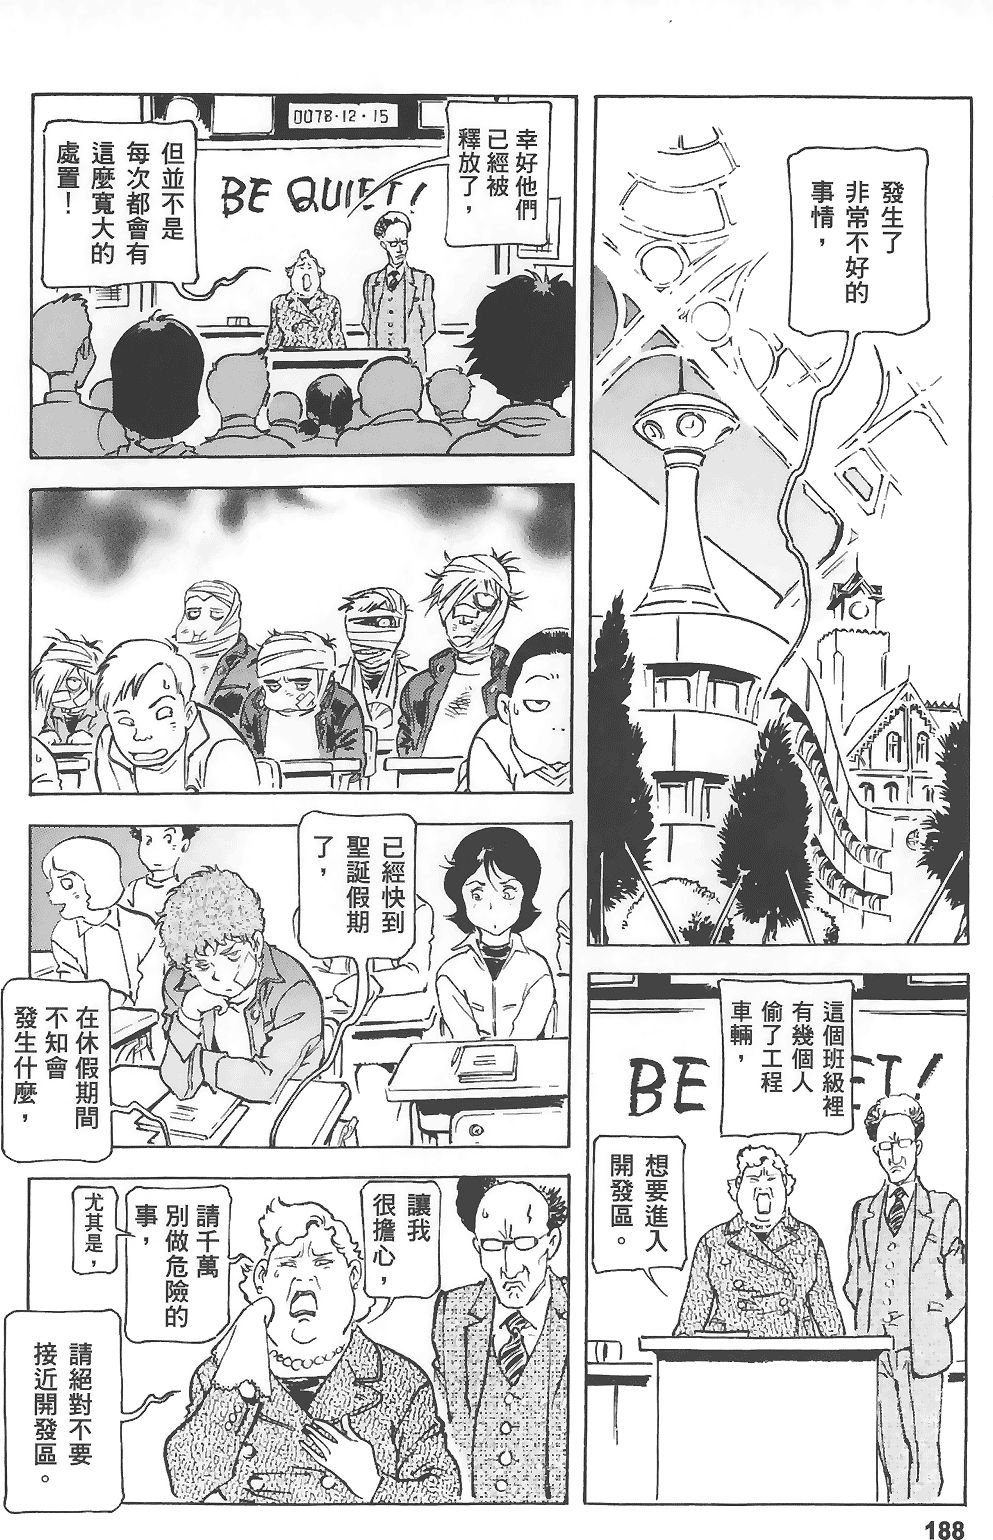 發生了
非常不好的
事情，
這個班級裡
有幾個人
偷了工程
車輛，
BE QUIET!
想要進入
開發區。
0078·12·15
幸好他們
已經被
釋放了，
BE QUIET!
但並不是
每次都會有
這麼寬大的
處置！
已經快到
聖誕假期
了，
在休假期間
不知會
發生什麼，
讓我
很擔心，
請千萬
別做危險的
事，
尤其是，
請絕對不要
接近開發區。
188